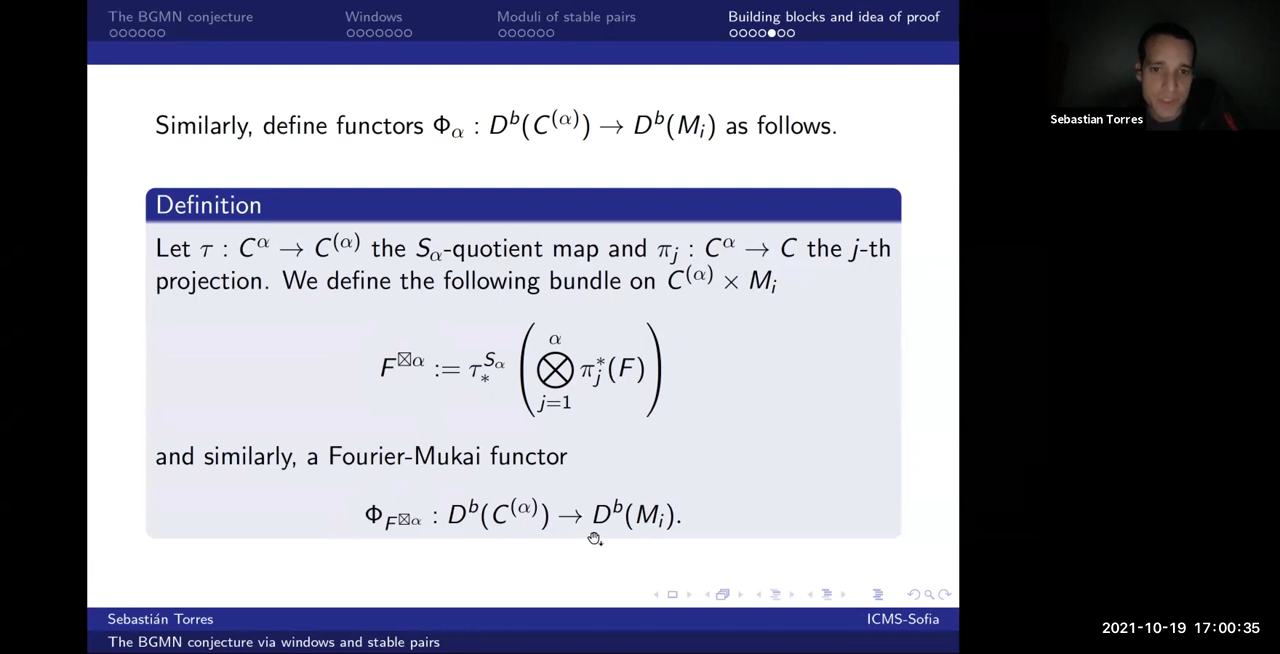 The BGMN conjecture Windows Moduli of stable pairs Building blocks and idea of proof
Similarly, define functors Φ_α : D^b(C^(α)) → D^b(M_i) as follows.
Definition
Let τ : C^α → C^(α) the S_α-quotient map and π_j : C^α → C the j-th
projection. We define the following bundle on C^(α) × M_i
F^⊠α := τ_*^{S_α} ( ⨂_{j=1}^{α} π_j^*(F) )
and similarly, a Fourier-Mukai functor
Φ_{F^⊠α} : D^b(C^(α)) → D^b(M_i).
Sebastián Torres ICMS-Sofia
The BGMN conjecture via windows and stable pairs
Sebastian Torres
2021-10-19 17:00:35